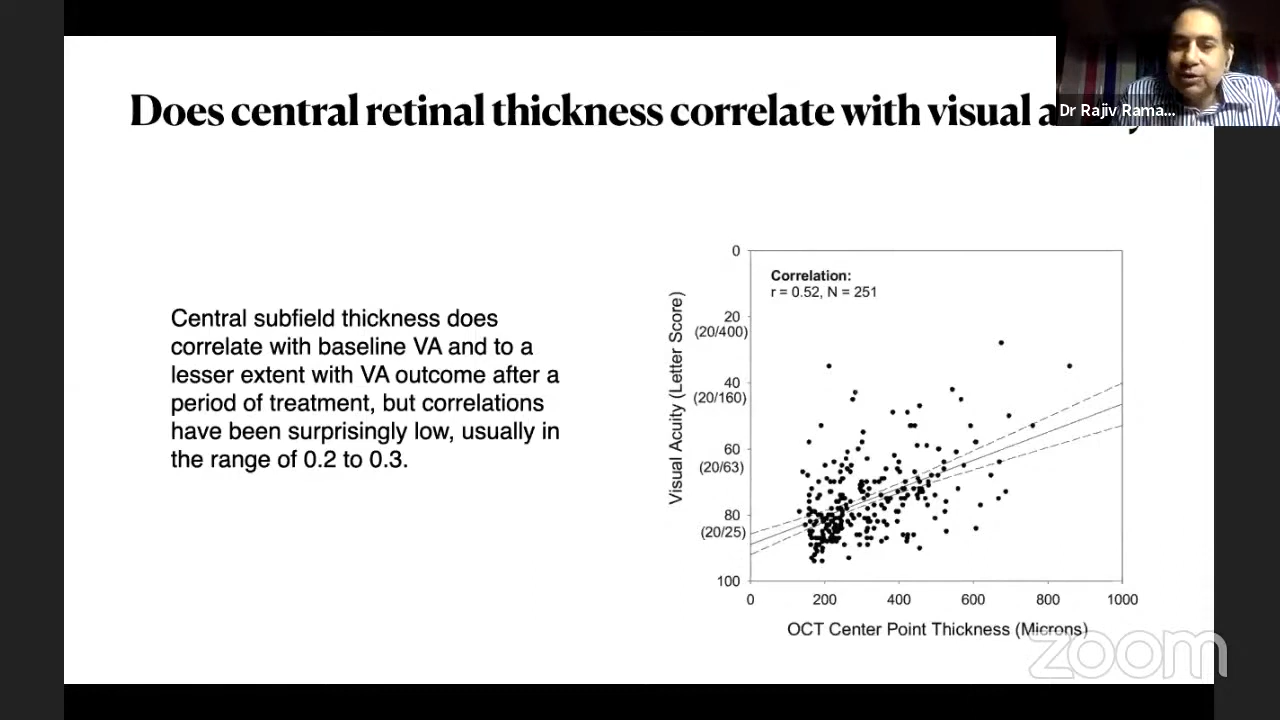 Does central retinal thickness correlate with visual
Dr Rajiv Rama...
Central subfield thickness does
correlate with baseline VA and to a
lesser extent with VA outcome after a
period of treatment, but correlations
have been surprisingly low, usually in
the range of 0.2 to 0.3.
Correlation:
r = 0.52, N = 251
Visual Acuity (Letter Score)
0
20
(20/400)
40
(20/160)
60
(20/63)
80
(20/25)
100
0 200 400 600 800 1000
OCT Center Point Thickness (Microns)
zoom